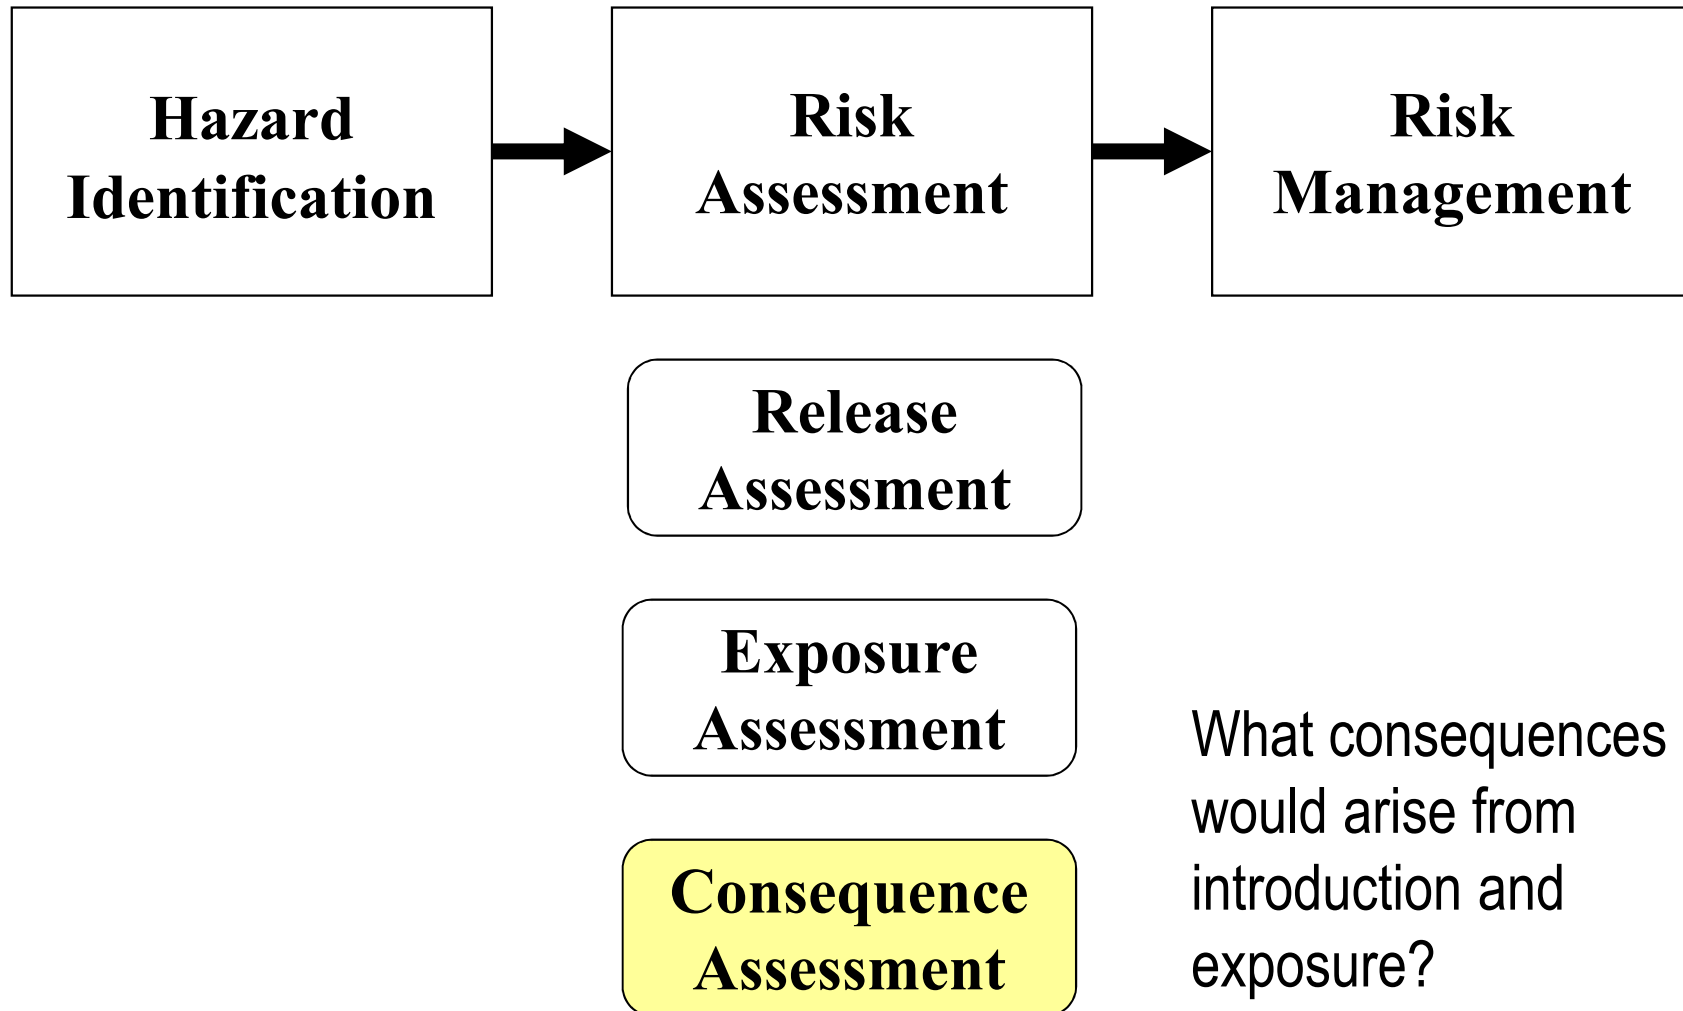 Hazard
Identification
Risk
Assessment
Risk
Management
Release
Assessment
Exposure
Assessment
Consequence
Assessment
What consequences
would arise from
introduction and
exposure?